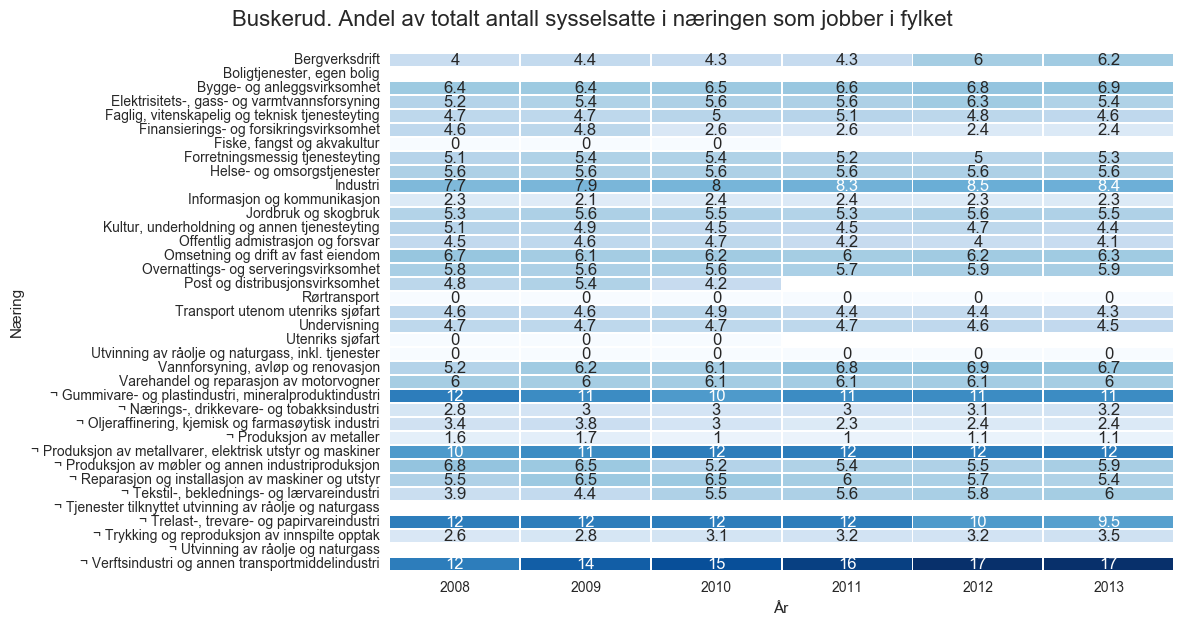 Buskerud. Andel av totalt antall sysselsatte i næringen som jobber i fylket
Næring
Bergverksdrift 4 4.4 4.3 4.3 6 6.2
Boligtjenester, egen bolig
Bygge- og anleggsvirksomhet 6.4 6.4 6.5 6.6 6.8 6.9
Elektrisitets-, gass- og varmtvannsforsyning 5.2 5.4 5.6 5.6 6.3 5.4
Faglig, vitenskapelig og teknisk tjenesteyting 4.7 4.7 5 5.1 4.8 4.6
Finansierings- og forsikringsvirksomhet 4.6 4.8 2.6 2.6 2.4 2.4
Fiske, fangst og akvakultur 0 0 0
Forretningsmessig tjenesteyting 5.1 5.4 5.4 5.2 5 5.3
Helse- og omsorgstjenester 5.6 5.6 5.6 5.6 5.6 5.6
Industri 7.7 7.9 8 8.3 8.5 8.4
Informasjon og kommunikasjon 2.3 2.1 2.4 2.4 2.3 2.3
Jordbruk og skogbruk 5.3 5.6 5.5 5.3 5.6 5.5
Kultur, underholdning og annen tjenesteyting 5.1 4.9 4.5 4.5 4.7 4.4
Offentlig admistrasjon og forsvar 4.5 4.6 4.7 4.2 4 4.1
Omsetning og drift av fast eiendom 6.7 6.1 6.2 6 6.2 6.3
Overnattings- og serveringsvirksomhet 5.8 5.6 5.6 5.7 5.9 5.9
Post og distribusjonsvirksomhet 4.8 5.4 4.2
Rørtransport 0 0 0 0 0 0
Transport utenom utenriks sjøfart 4.6 4.6 4.9 4.4 4.4 4.3
Undervisning 4.7 4.7 4.7 4.7 4.6 4.5
Utenriks sjøfart 0 0 0
Utvinning av råolje og naturgass, inkl. tjenester 0 0 0 0 0 0
Vannforsyning, avløp og renovasjon 5.2 6.2 6.1 6.8 6.9 6.7
Varehandel og reparasjon av motorvogner 6 6 6.1 6.1 6.1 6
¬ Gummivare- og plastindustri, mineralproduktindustri 12 11 10 11 11 11
¬ Nærings-, drikkevare- og tobakksindustri 2.8 3 3 3 3.1 3.2
¬ Oljeraffinering, kjemisk og farmasøytisk industri 3.4 3.8 3 2.3 2.4 2.4
¬ Produksjon av metaller 1.6 1.7 1 1 1.1 1.1
¬ Produksjon av metallvarer, elektrisk utstyr og maskiner 10 11 12 12 12 12
¬ Produksjon av møbler og annen industriproduksjon 6.8 6.5 5.2 5.4 5.5 5.9
¬ Reparasjon og installasjon av maskiner og utstyr 5.5 6.5 6.5 6 5.7 5.4
¬ Tekstil-, beklednings- og lærvareindustri 3.9 4.4 5.5 5.6 5.8 6
¬ Tjenester tilknyttet utvinning av råolje og naturgass
¬ Trelast-, trevare- og papirvareindustri 12 12 12 12 10 9.5
¬ Trykking og reproduksjon av innspilte opptak 2.6 2.8 3.1 3.2 3.2 3.5
¬ Utvinning av råolje og naturgass
¬ Verftsindustri og annen transportmiddelindustri 12 14 15 16 17 17
2008 2009 2010 2011 2012 2013
År